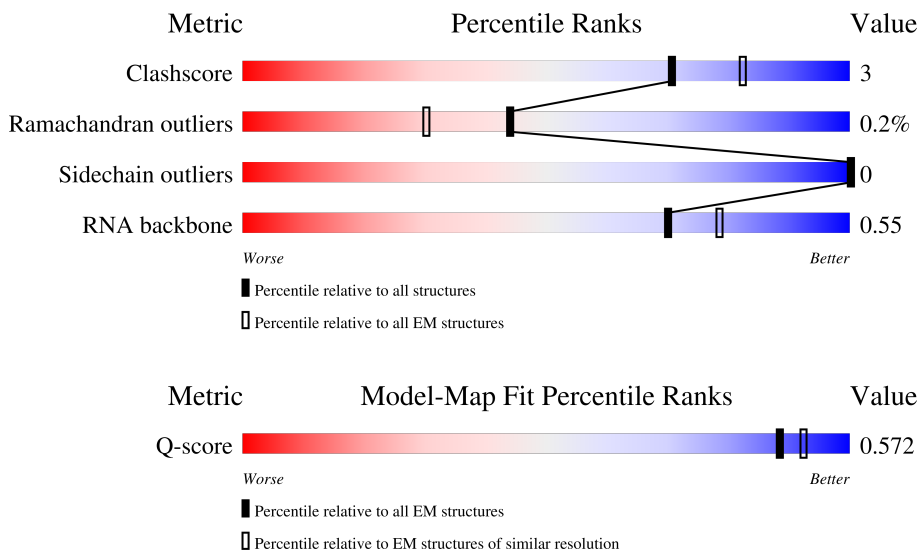 Metric Percentile Ranks Value
Clashscore 3
Ramachandran outliers 0.2%
Sidechain outliers 0
RNA backbone 0.55
Worse Better
Percentile relative to all structures
Percentile relative to all EM structures
Metric Model-Map Fit Percentile Ranks Value
Q-score 0.572
Worse Better
Percentile relative to all EM structures
Percentile relative to EM structures of similar resolution